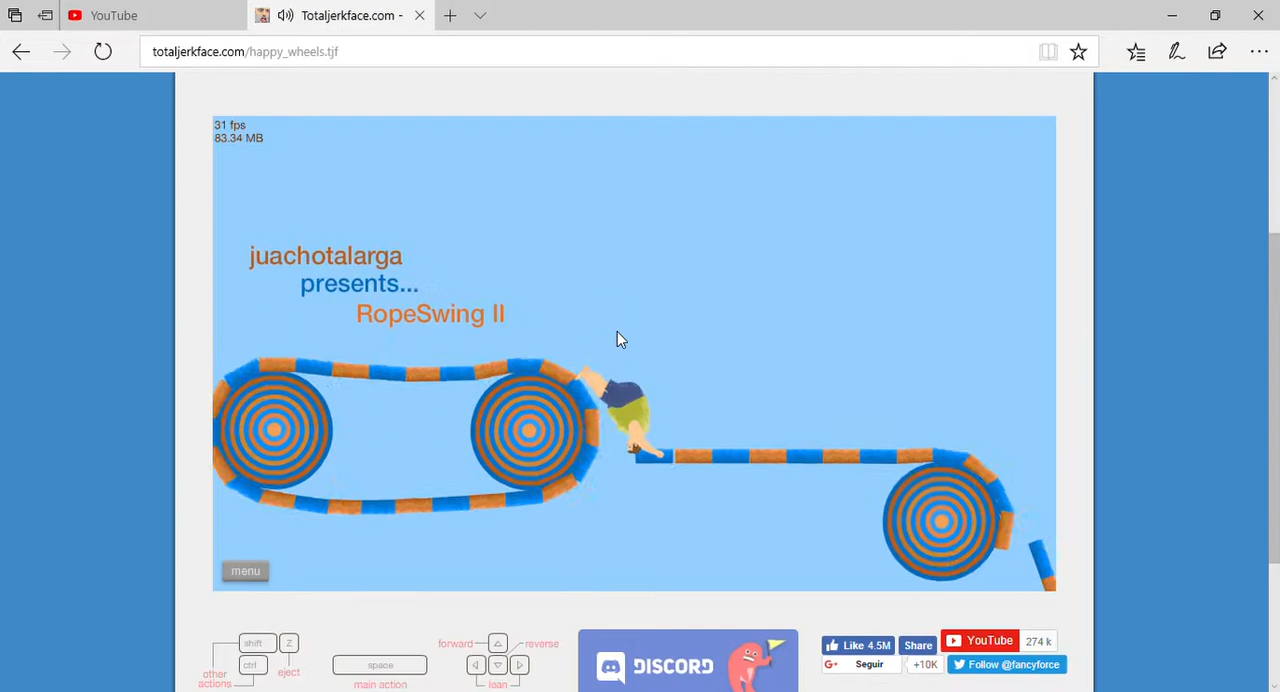 YouTube
Totaljerkface.com -
totaljerkface.com/happy_wheels.tjf
31 fps
83.34 MB
juachotalarga
presents...
RopeSwing II
menu
shift
Z
ctrl
other
actions
eject
space
main action
forward
reverse
lean
DISCORD
Like 4.5M
Share
YouTube
274 k
G+ Seguir
+10K
Follow @fancyforce